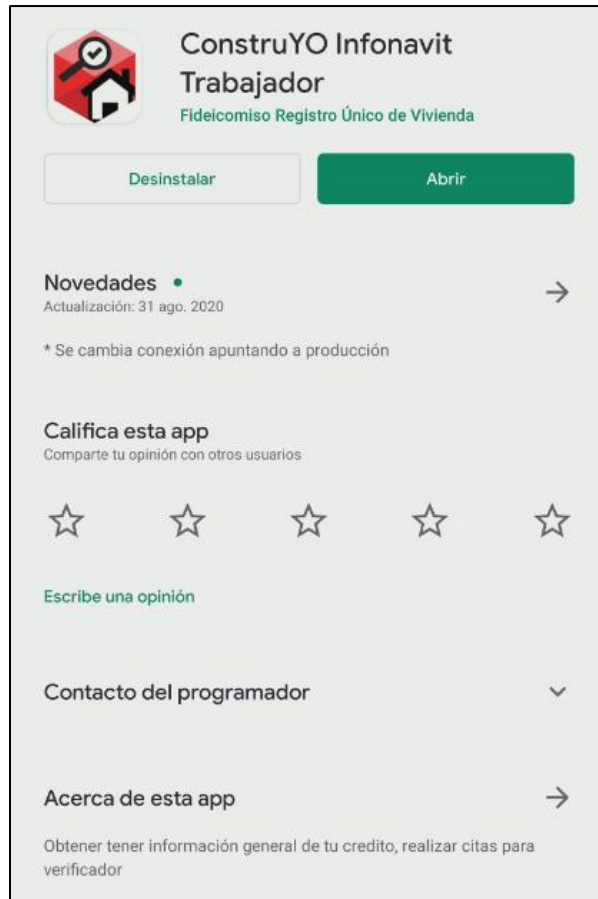 ConstruYO Infonavit
Trabajador
Fideicomiso Registro Único de Vivienda
Desinstalar
Abrir
Novedades
Actualización: 31 ago. 2020
* Se cambia conexión apuntando a producción
Califica esta app
Comparte tu opinión con otros usuarios
Escribe una opinión
Contacto del programador
Acerca de esta app
Obtener tener información general de tu credito, realizar citas para
verificador